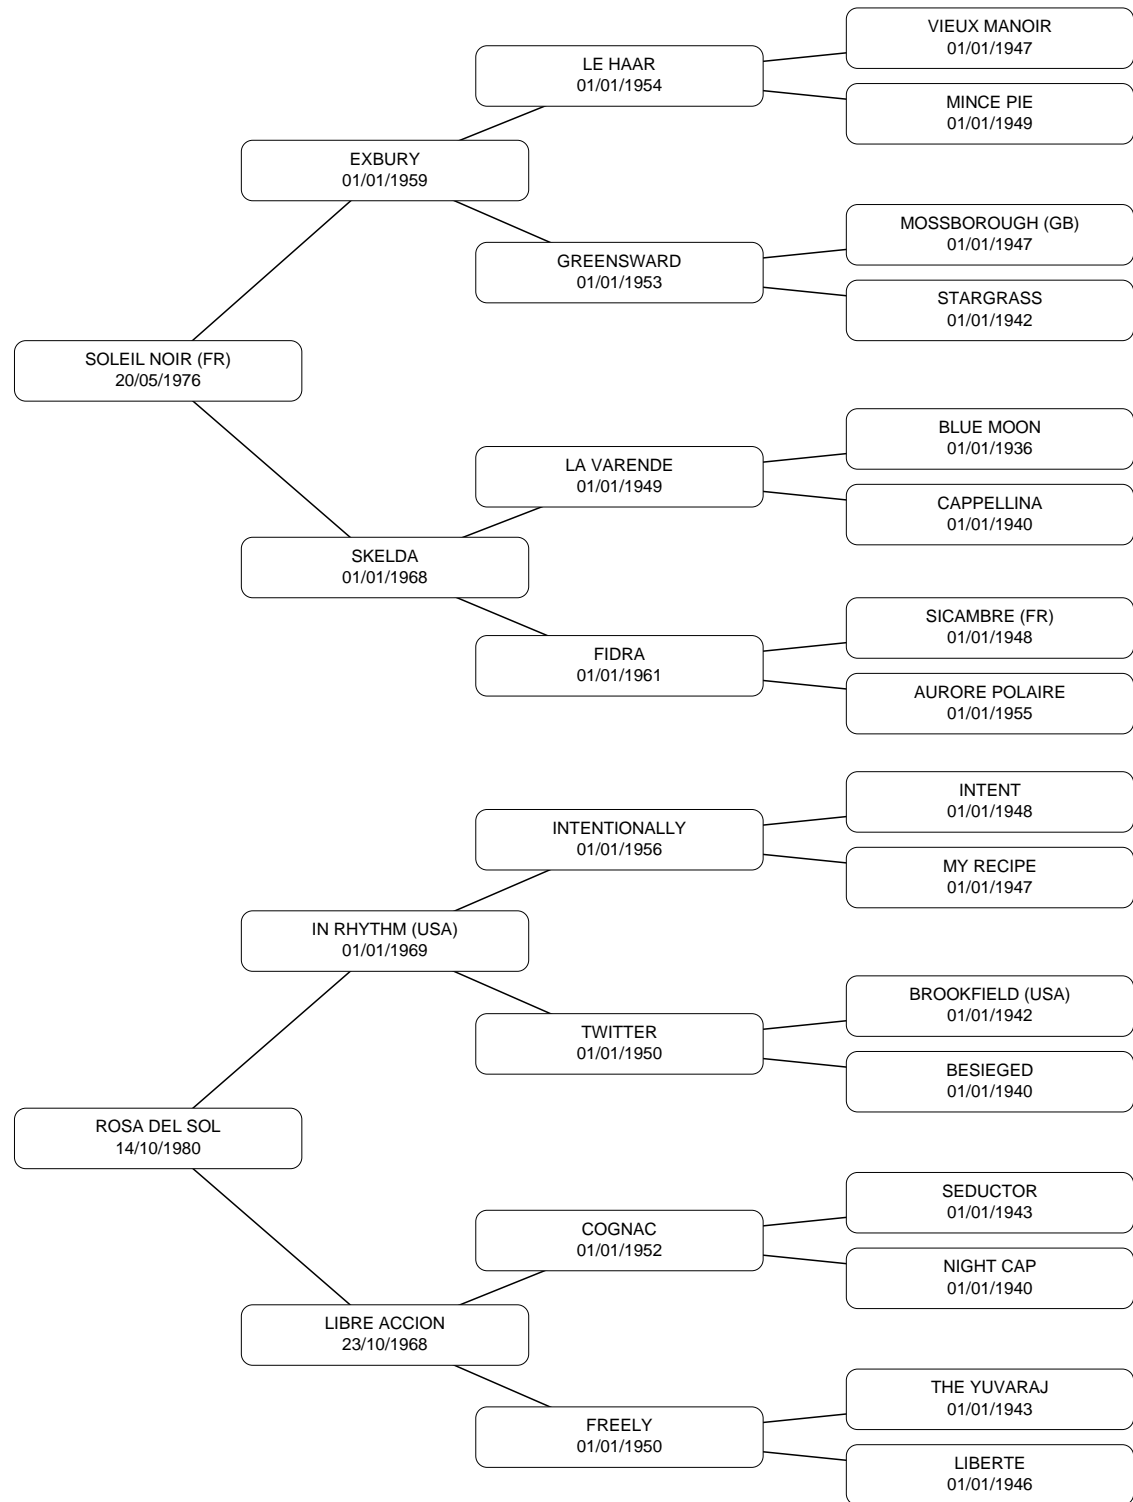 VIEUX MANOIR
01/01/1947
LE HAAR
01/01/1954
MINCE PIE
01/01/1949
EXBURY
01/01/1959
MOSSBOROUGH (GB)
01/01/1947
GREENSWARD
01/01/1953
STARGRASS
01/01/1942
SOLEIL NOIR (FR)
20/05/1976
BLUE MOON
01/01/1936
LA VARENDE
01/01/1949
CAPPELLINA
01/01/1940
SKELDA
01/01/1968
SICAMBRE (FR)
01/01/1948
FIDRA
01/01/1961
AURORE POLAIRE
01/01/1955
INTENT
01/01/1948
INTENTIONALLY
01/01/1956
MY RECIPE
01/01/1947
IN RHYTHM (USA)
01/01/1969
BROOKFIELD (USA)
01/01/1942
TWITTER
01/01/1950
BESIEGED
01/01/1940
ROSA DEL SOL
14/10/1980
SEDUCTOR
01/01/1943
COGNAC
01/01/1952
NIGHT CAP
01/01/1940
LIBRE ACCION
23/10/1968
THE YUVARAJ
01/01/1943
FREELY
01/01/1950
LIBERTE
01/01/1946